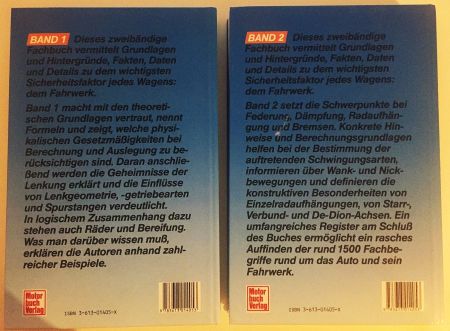 BAND 1 Dieses zweibändige
Fachbuch vermittelt Grundlagen
und Hintergründe, Fakten, Daten
und Details zu dem wichtigsten
Sicherheitsfaktor jedes Wagens:
dem Fahrwerk.
Band 1 macht mit den theoreti-
schen Grundlagen vertraut, nennt
Formeln und zeigt, welche physi-
kalischen Gesetzmäßigkeiten bei
Berechnung und Auslegung zu be-
rücksichtigen sind. Daran anschlie-
ßend werden die Geheimnisse der
Lenkung erklärt und die Einflüsse
von Lenkgeometrie, -getriebearten
und Spurstangen verdeutlicht.
In logischem Zusammenhang dazu
stehen auch Räder und Bereifung.
Was man darüber wissen muß,
erklären die Autoren anhand zahl-
reicher Beispiele.
Motor
buch
Verlag
ISBN 3-613-01405-X
BAND 2 Dieses zweibändige
Fachbuch vermittelt Grundlagen
und Hintergründe, Fakten, Daten
und Details zu dem wichtigsten
Sicherheitsfaktor jedes Wagens:
dem Fahrwerk.
Band 2 setzt die Schwerpunkte bei
Federung, Dämpfung, Radaufhän-
gung und Bremsen. Konkrete Hin-
weise und Berechnungsgrundlagen
helfen bei der Bestimmung der
auftretenden Schwingungsarten,
informieren über Wank- und Nick-
bewegungen und definieren die
konstruktiven Besonderheiten von
Einzelradaufhängungen, von Starr-,
Verbund- und De-Dion-Achsen. Ein
umfangreiches Register am Schluß
des Buches ermöglicht ein rasches
Auffinden der rund 1500 Fachbe-
griffe rund um das Auto und sein
Fahrwerk.
Motor
buch
Verlag
ISBN 3-613-01405-X